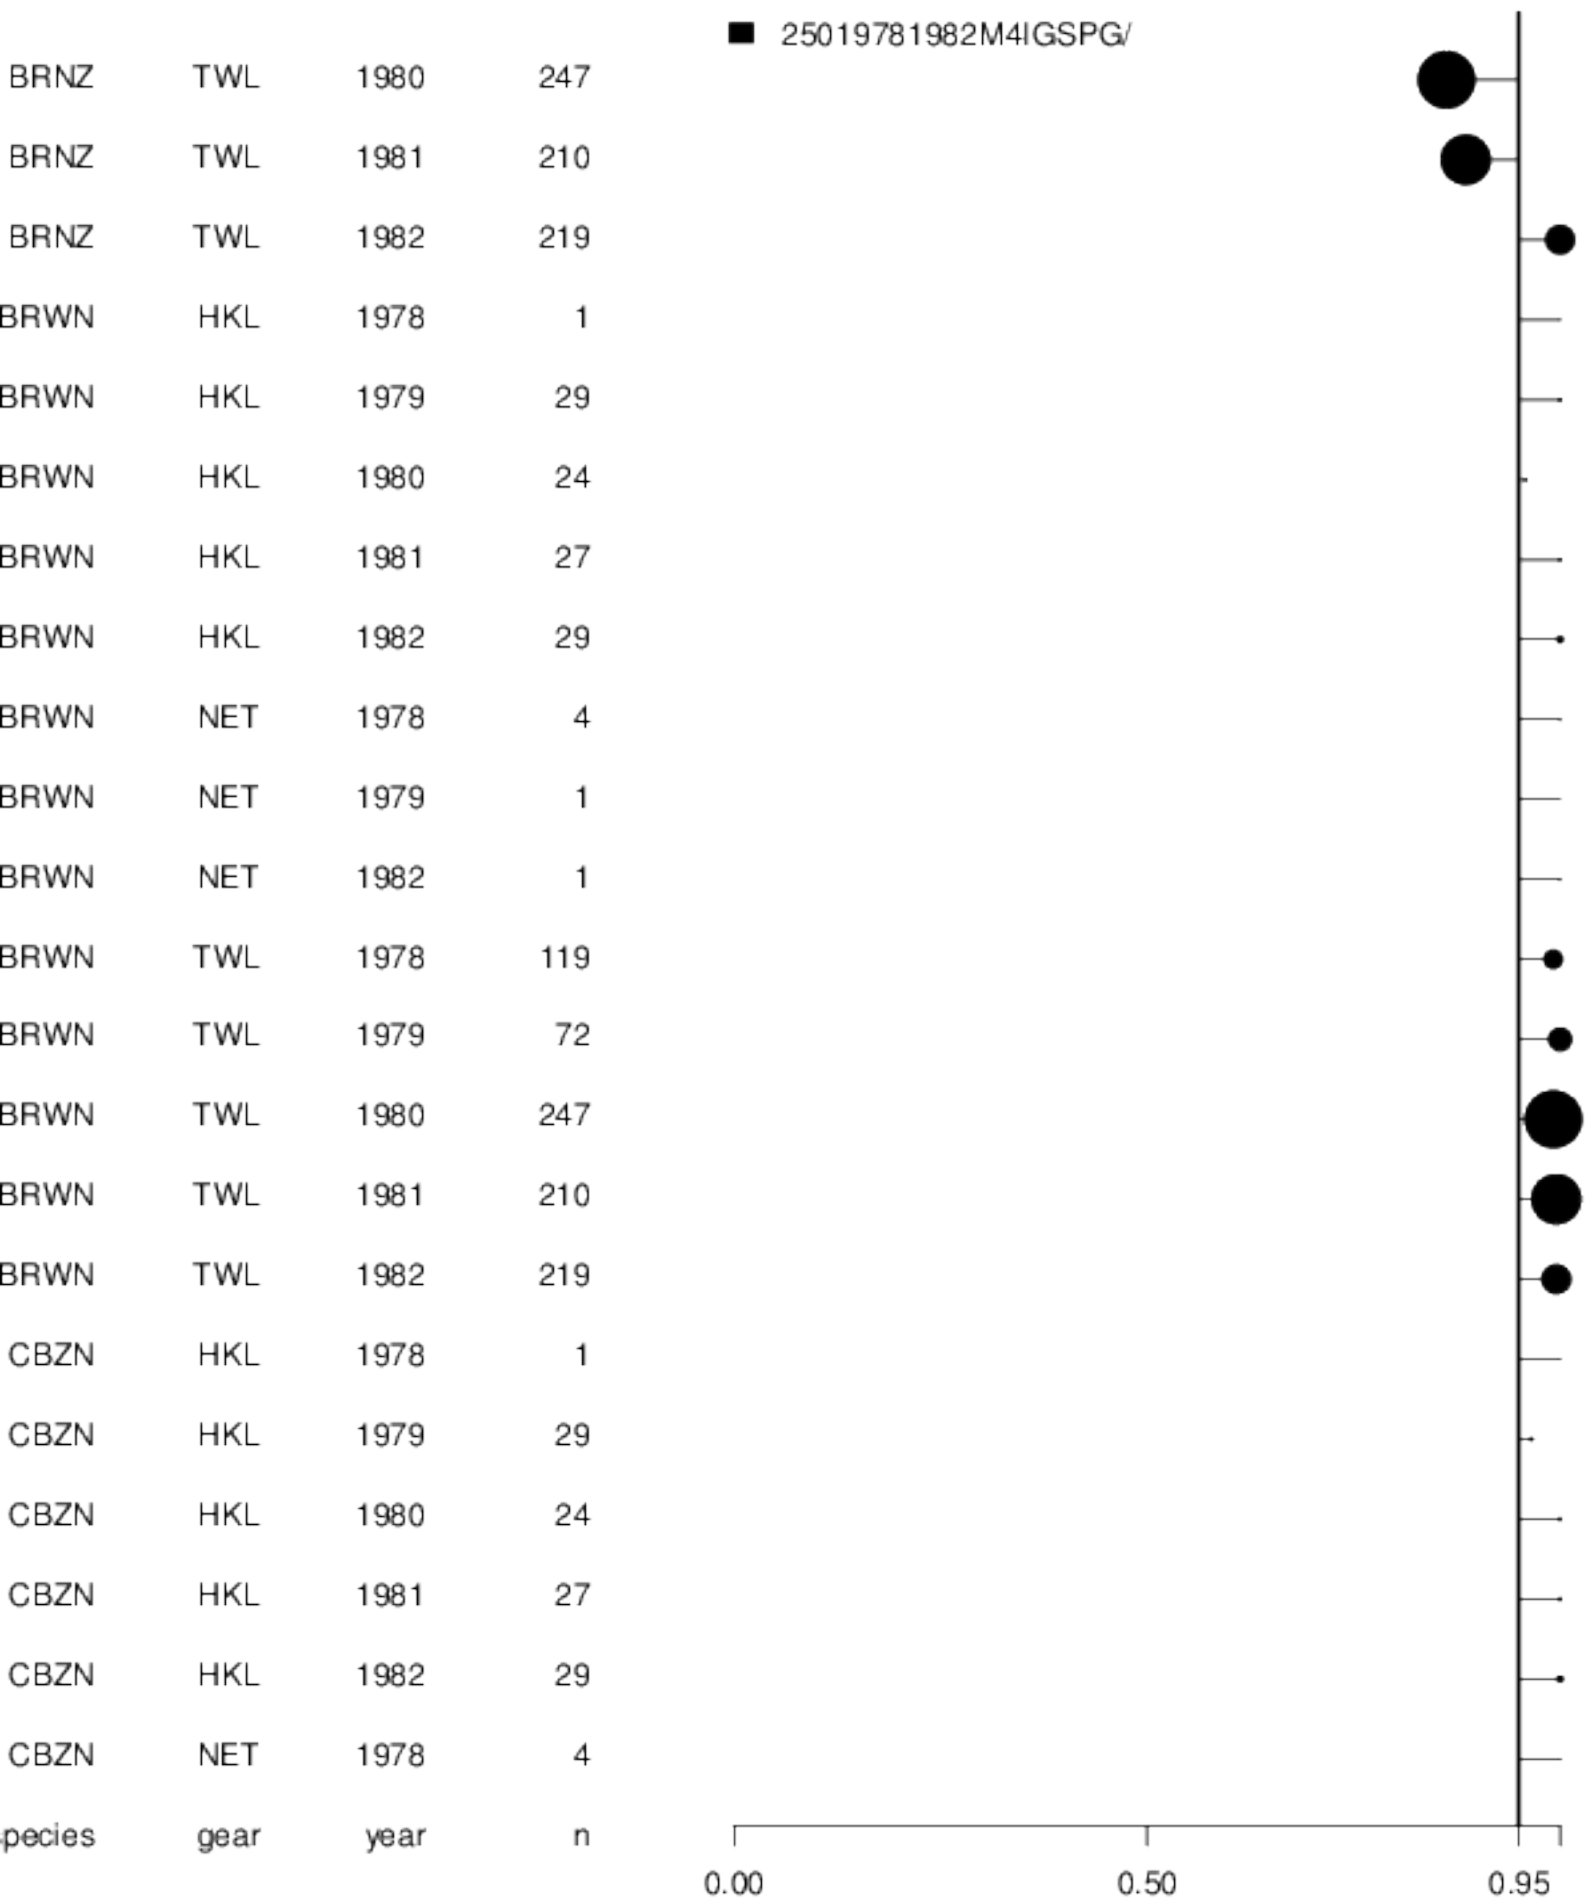 25019781982M4IGSPG/
BRNZ TWL 1980 247
BRNZ TWL 1981 210
BRNZ TWL 1982 219
BRWN HKL 1978 1
BRWN HKL 1979 29
BRWN HKL 1980 24
BRWN HKL 1981 27
BRWN HKL 1982 29
BRWN NET 1978 4
BRWN NET 1979 1
BRWN NET 1982 1
BRWN TWL 1978 119
BRWN TWL 1979 72
BRWN TWL 1980 247
BRWN TWL 1981 210
BRWN TWL 1982 219
CBZN HKL 1978 1
CBZN HKL 1979 29
CBZN HKL 1980 24
CBZN HKL 1981 27
CBZN HKL 1982 29
CBZN NET 1978 4
pecies gear year n
0.00 0.50 0.95